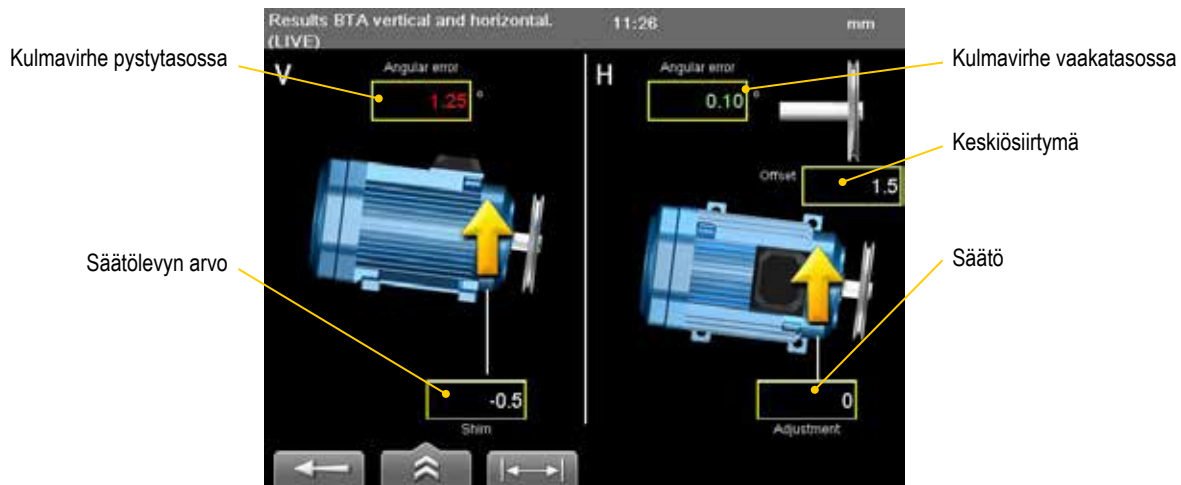 Results BTA vertical and horizontal.
(LIVE)
11:26
mm
Kulmavirhe pystytasossa
V
Angular error
1.25 °
H
Angular error
0.10 °
Kulmavirhe vaakatasossa
Keskiösiirtymä
Offset
1.5
Säätölevyn arvo
Säätö
-0.5
Shim
0
Adjustment